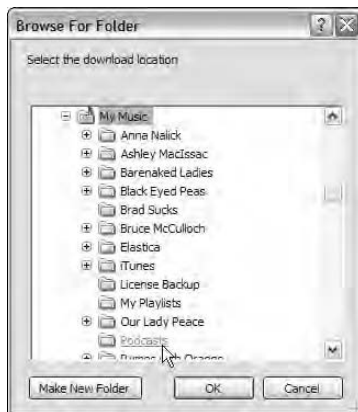 Browse For Folder
Select the download location
My Music
Anna Nalick
Ashley MacIssac
Barenaked Ladies
Black Eyed Peas
Brad Sucks
Bruce McCulloch
Elastica
iTunes
License Backup
My Playlists
Our Lady Peace
Podcasts
Make New Folder
OK
Cancel